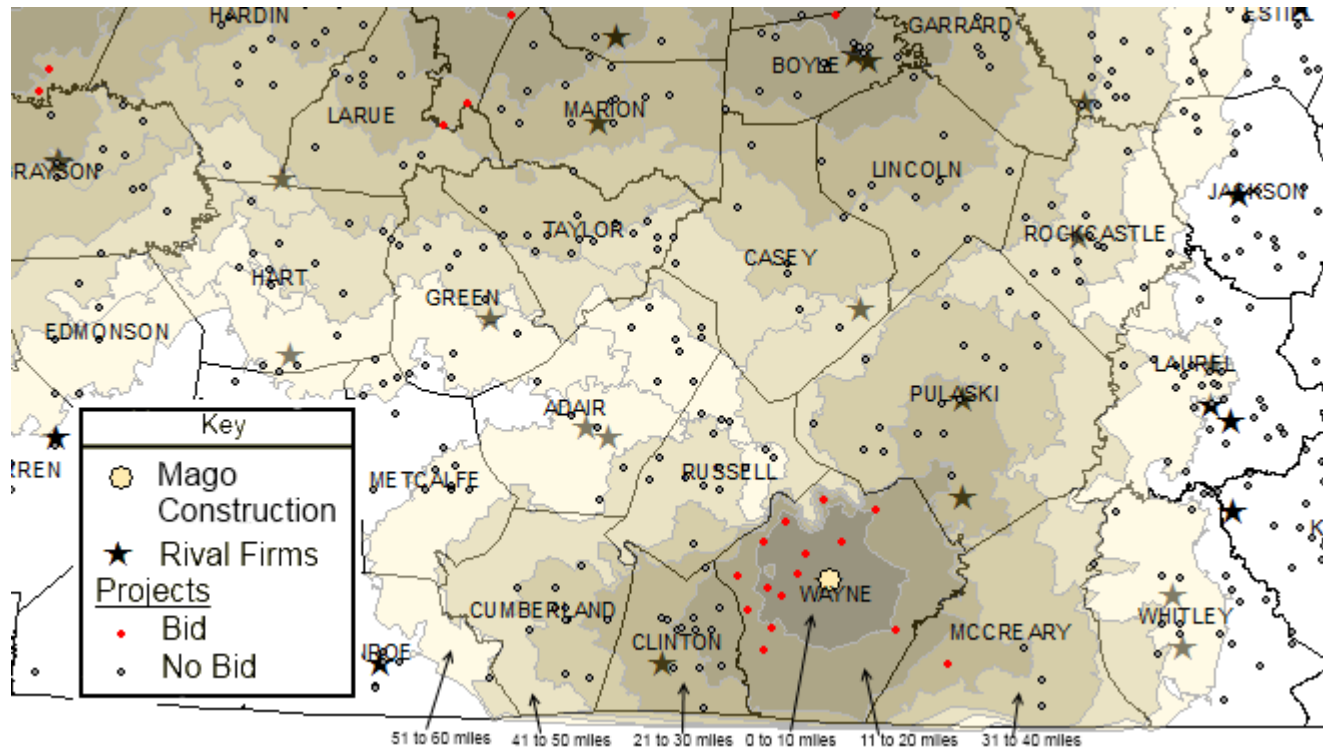 HARDIN
GARRARD
ESTILL
BOYLE
LARUE
MARION
GRAYSON
LINCOLN
JACKSON
TAYLOR
ROCKCASTLE
CASEY
HART
GREEN
EDMONSON
LAUREL
PULASKI
ADAIR
Key
Mago
Construction
Rival Firms
Projects
Bid
No Bid
RREN
METCALFE
RUSSELL
K
WAYNE
CUMBERLAND
WHITLEY
MCCREARY
CLINTON
NROE
51 to 60 miles
41 to 50 miles
21 to 30 miles
0 to 10 miles
11 to 20 miles
31 to 40 miles